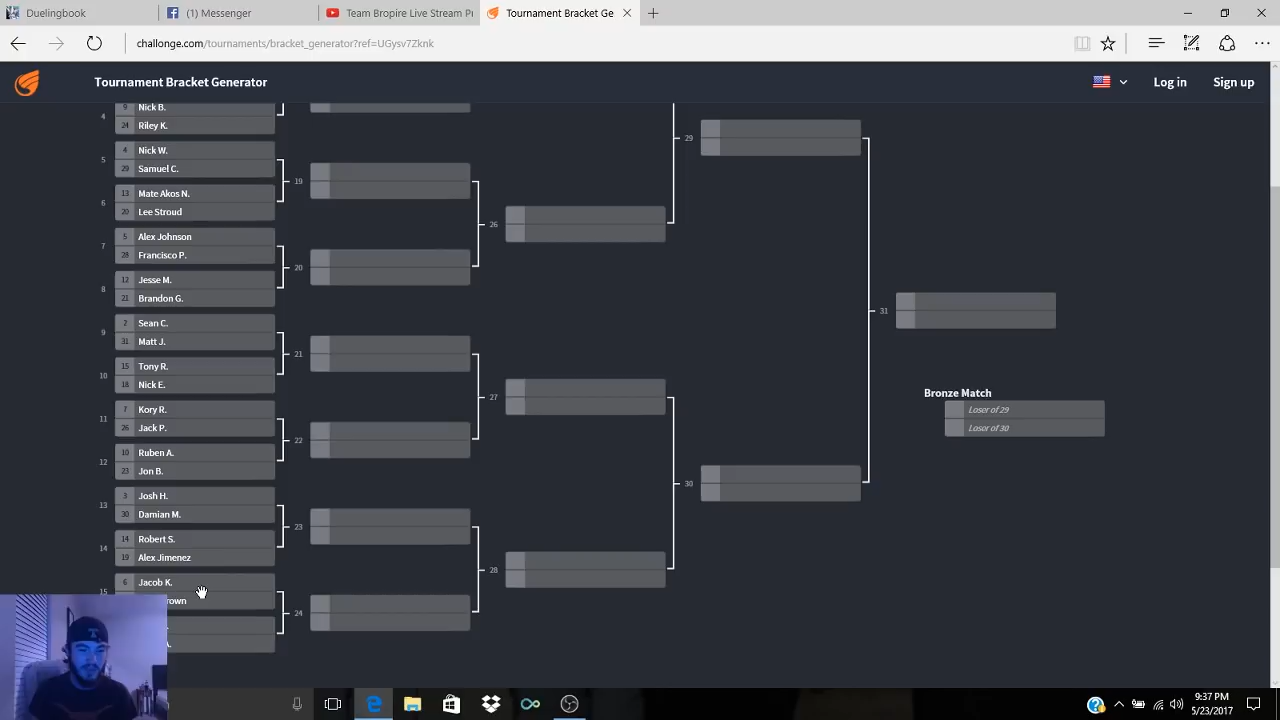 Duelingbook
(1) Messenger
Team Bropire Live Stream Pr
Tournament Bracket Ge
challonge.com/tournaments/bracket_generator?ref=UGysv7Zknk
Tournament Bracket Generator
Log in
Sign up
4
9 Nick B.
24 Riley K.
5
4 Nick W.
29 Samuel C.
6
13 Mate Akos N.
20 Lee Stroud
7
5 Alex Johnson
28 Francisco P.
8
12 Jesse M.
21 Brandon G.
9
2 Sean C.
31 Matt J.
10
15 Tony R.
18 Nick E.
11
7 Kory R.
26 Jack P.
12
10 Ruben A.
23 Jon B.
13
3 Josh H.
30 Damian M.
14
14 Robert S.
19 Alex Jimenez
15
6 Jacob K.
rown
19
20
21
22
23
24
26
27
28
29
30
31
Bronze Match
Loser of 29
Loser of 30
9:37 PM
5/23/2017